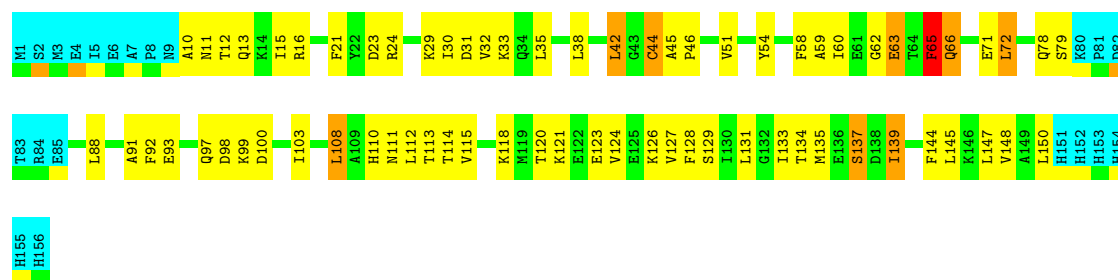 M1 S2 M3 E4 I5 E6 A7 P8 N9 A10 N11 T12 Q13 K14 I15 R16 F21 Y22 D23 R24 K29 I30 D31 V32 K33 Q34 L35 L38 L42 G43 C44 A45 P46 V51 Y54 F58 A59 I60 E61 G62 E63 T64 F65 Q66 E71 L72 Q78 S79 K80 P81
T83 R84 E85 L88 A91 F92 E93 Q97 D98 K99 D100 I103 L108 A109 H110 N111 L112 T113 T114 V115 K118 M119 T120 K121 E122 E123 V124 E125 K126 V127 F128 S129 I130 L131 G132 I133 T134 M135 E136 S137 D138 I139 F144 L145 K146 L147 V148 A149 L150 H151 H152 H153 H154
H155 H156